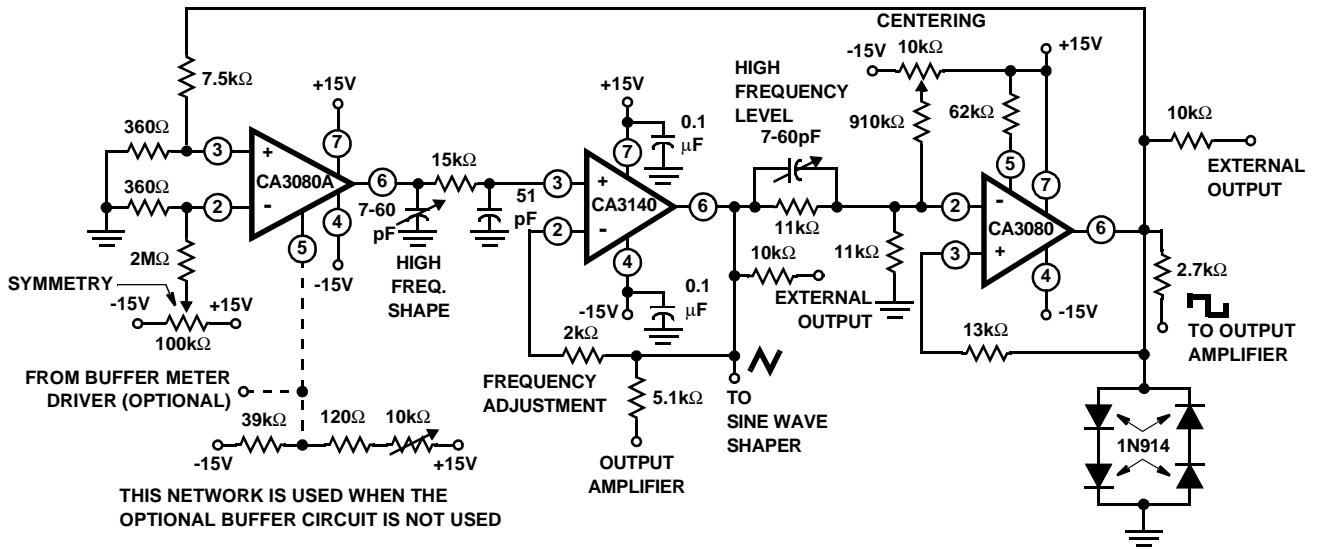 CENTERING
-15V
10kΩ
+15V
7.5kΩ
+15V
+15V
HIGH
FREQUENCY
LEVEL
7-60pF
910kΩ
62kΩ
10kΩ
EXTERNAL
OUTPUT
360Ω
3
+
7
CA3080A
6
15kΩ
0.1
μF
7
3
+
CA3140
6
5
7
360Ω
2
-
4
5
7-60
pF
51
pF
2
-
4
11kΩ
11kΩ
2
-
CA3080
6
3
+
4
2MΩ
-15V
HIGH
FREQ.
SHAPE
0.1
μF
-15V
10kΩ
EXTERNAL
OUTPUT
-15V
2.7kΩ
TO OUTPUT
AMPLIFIER
SYMMETRY
-15V
+15V
100kΩ
2kΩ
13kΩ
FROM BUFFER METER
DRIVER (OPTIONAL)
FREQUENCY
ADJUSTMENT
5.1kΩ
TO
SINE WAVE
SHAPER
39kΩ
120Ω
10kΩ
-15V
+15V
OUTPUT
AMPLIFIER
1N914
THIS NETWORK IS USED WHEN THE
OPTIONAL BUFFER CIRCUIT IS NOT USED